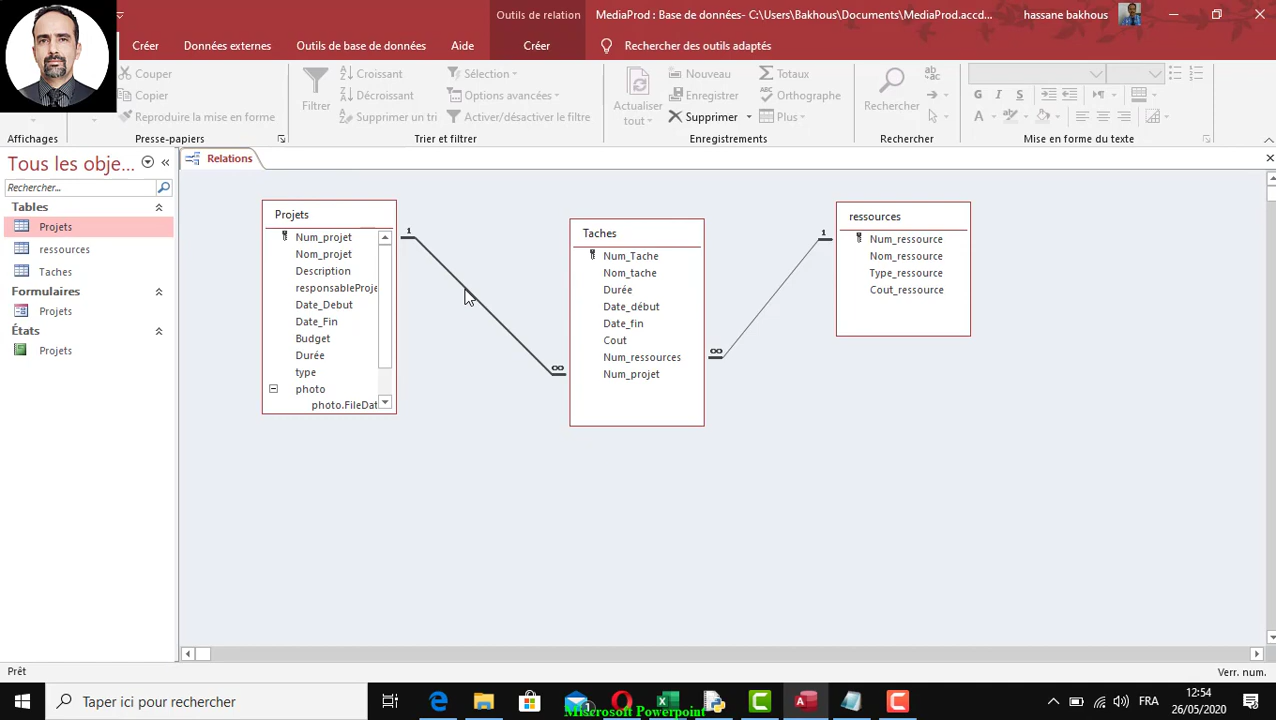 Outils de relation
MediaProd : Base de données- C:\Users\Bakhous\Documents\MediaProd.accd...
hassane bakhous
Créer
Données externes
Outils de base de données
Aide
Créer
Rechercher des outils adaptés
Couper
Copier
Reproduire la mise en forme
Affichages
Presse-papiers
Filtrer
Croissant
Décroissant
Supprimer un tri
Sélection
Options avancées
Activer/désactiver le filtre
Trier et filtrer
Actualiser
tout
Nouveau
Enregistrer
Supprimer
Totaux
Orthographe
Plus
Enregistrements
Rechercher
Rechercher
G I S
A
Mise en forme du texte
Tous les obje...
Rechercher...
Tables
Projets
ressources
Taches
Formulaires
Projets
États
Projets
Relations
Projets
Num_projet
Nom_projet
Description
responsableProje
Date_Debut
Date_Fin
Budget
Durée
type
photo
photo.FileDat
1
∞
Taches
Num_Tache
Nom_tache
Durée
Date_début
Date_fin
Cout
Num_ressources
Num_projet
∞
1
ressources
Num_ressource
Nom_ressource
Type_ressource
Cout_ressource
Prêt
Verr. num.
Taper ici pour rechercher
1
Miscrosoft Powerpoint
FRA
12:54
26/05/2020